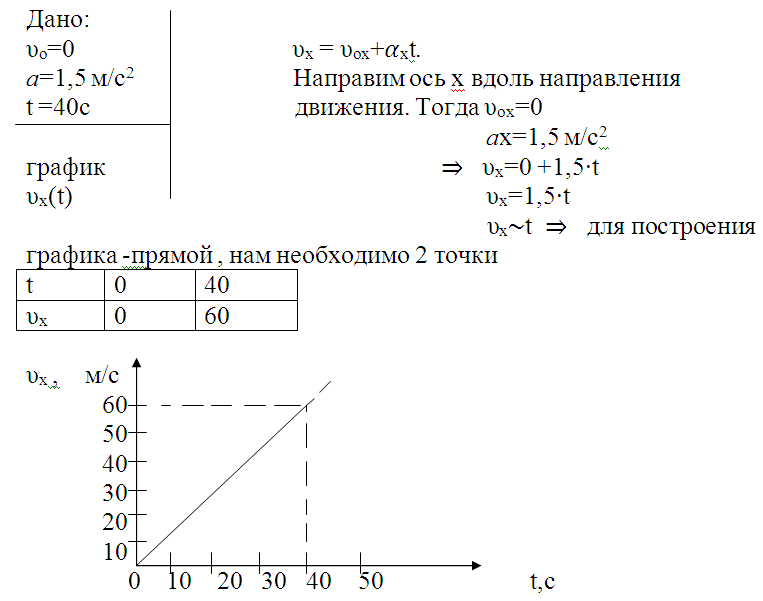 Дано:
υₒ=0 υₓ = υₒₓ+αₓt.
a=1,5 м/с² Направим ось x вдоль направления
t =40c движения. Тогда υₒₓ=0
aх=1,5 м/с²
график ⇒ υₓ=0 +1,5·t
υₓ(t) υₓ=1,5·t
υₓ~t ⇒ для построения
графика -прямой , нам необходимо 2 точки
t 0 40
υₓ 0 60
υₓ , м/с
60
50
40
30
20
10
0 10 20 30 40 50 t,c